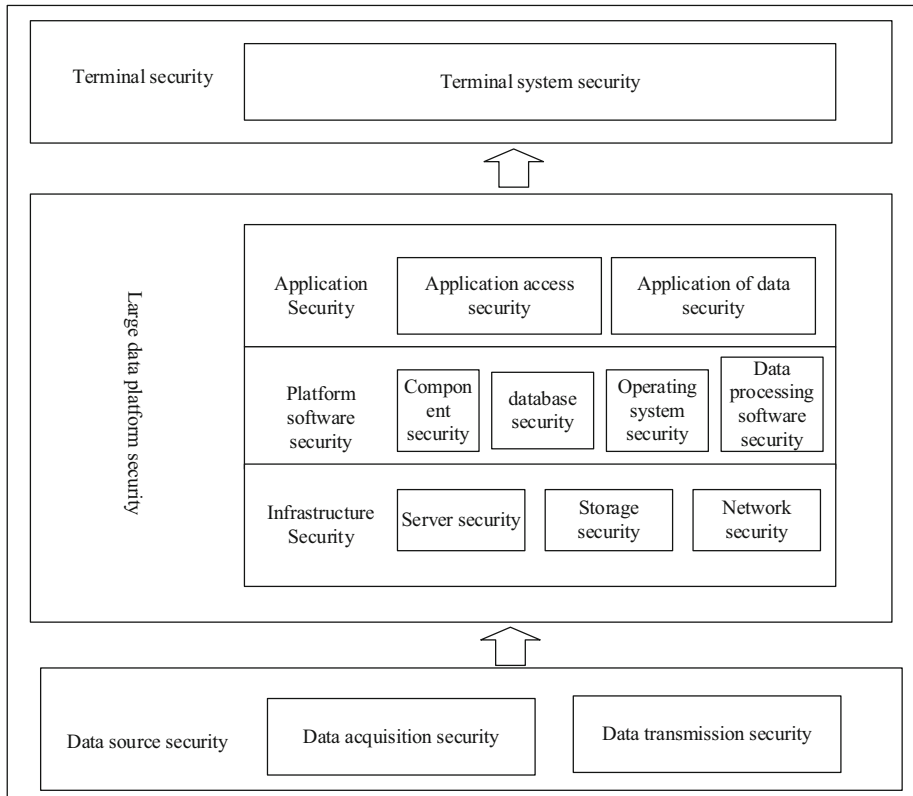 Terminal security
Terminal system security
Large data platform security
Application
Security
Application access
security
Application of data
security
Platform
software
security
Compon
ent
security
database
security
Operating
system
security
Data
processing
software
security
Infrastructure
Security
Server security
Storage
security
Network
security
Data source security
Data acquisition security
Data transmission security